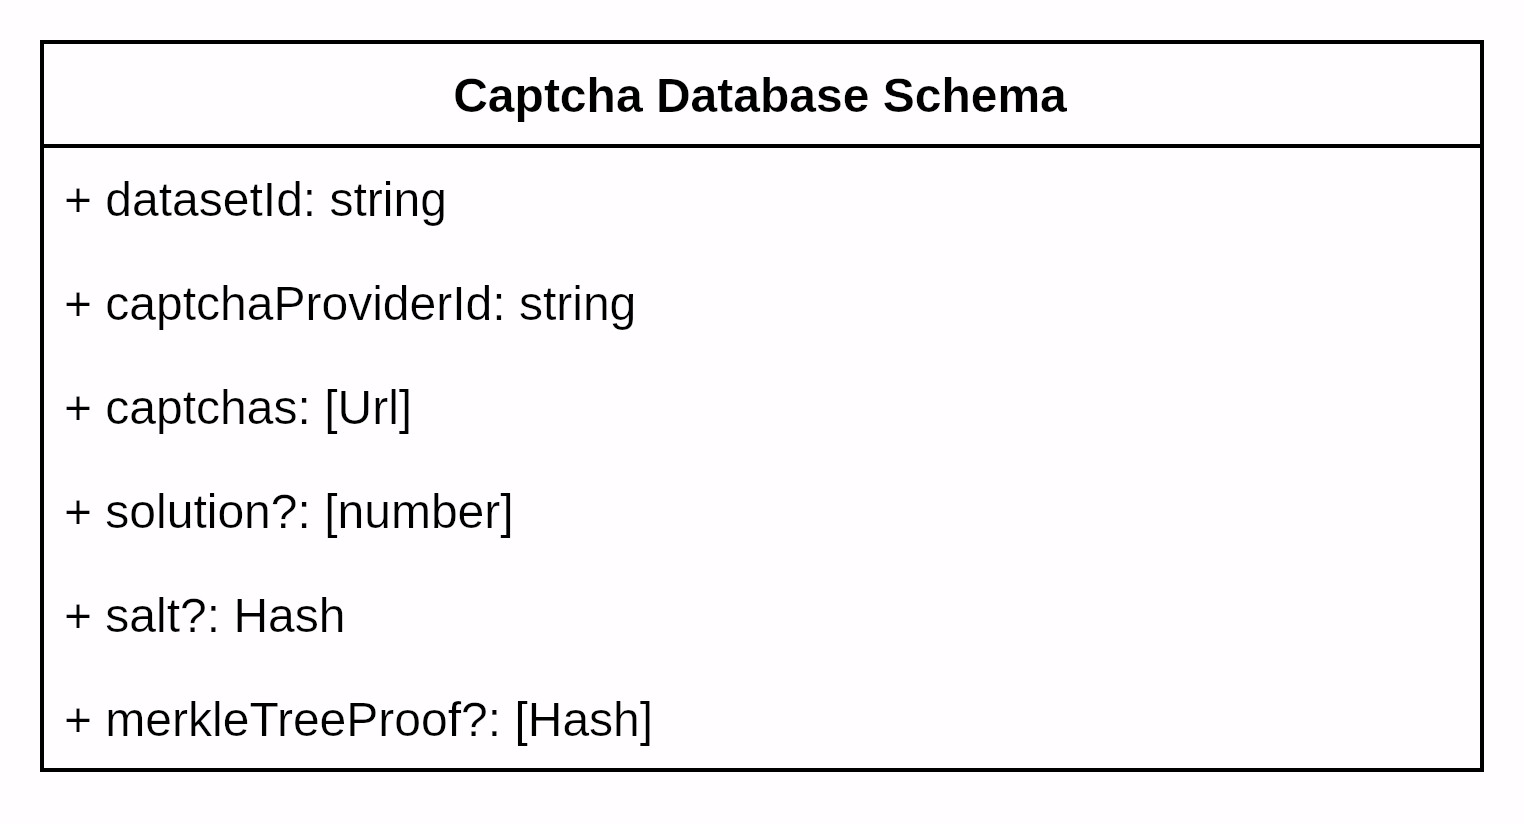 Captcha Database Schema
+ datasetId: string
+ captchaProviderId: string
+ captchas: [Url]
+ solution?: [number]
+ salt?: Hash
+ merkleTreeProof?: [Hash]